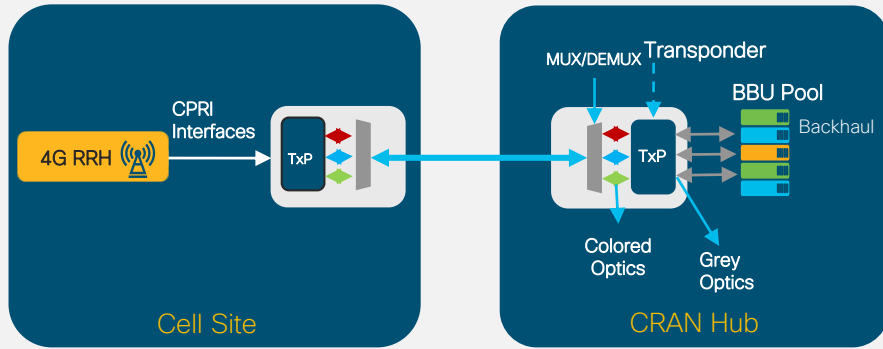 CPRI
Interfaces
4G RRH
TxP
Cell Site
MUX/DEMUX
Transponder
BBU Pool
Backhaul
TxP
Colored
Optics
Grey
Optics
CRAN Hub